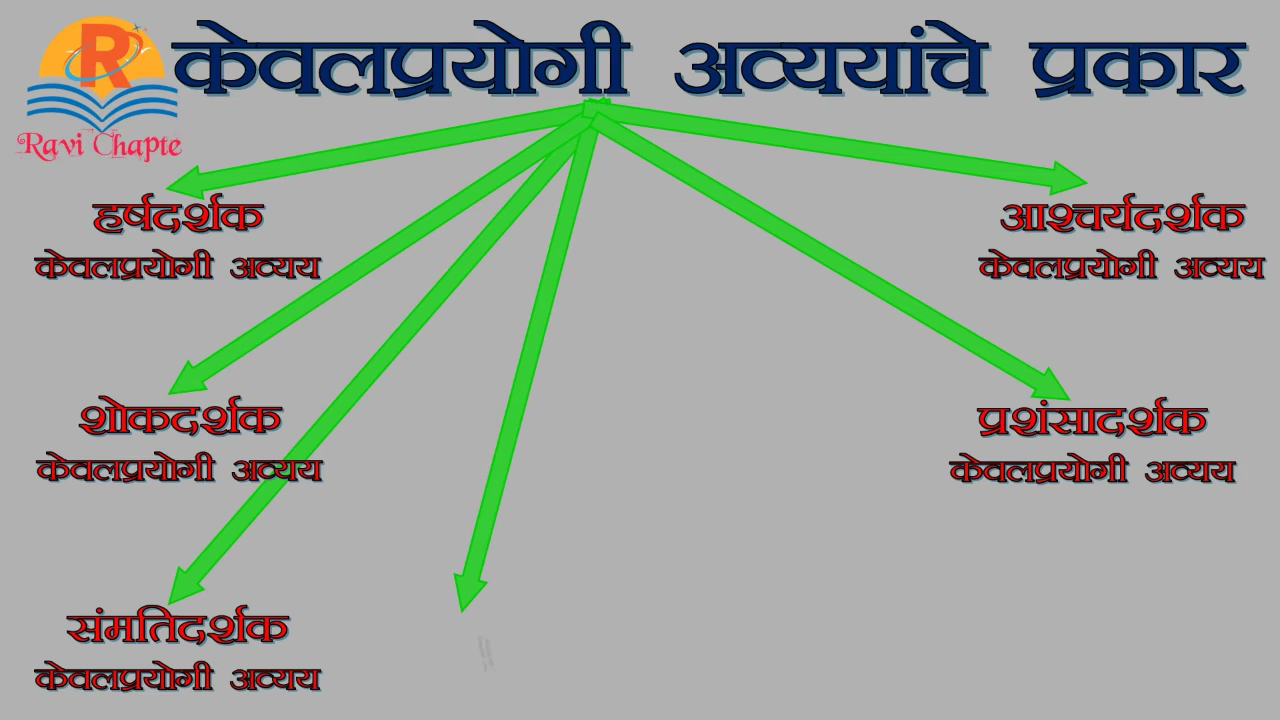 केवलप्रयोगी अव्ययांचे प्रकार
Ravi Chapte
हर्षदर्शक
केवलप्रयोगी अव्यय
आश्चर्यदर्शक
केवलप्रयोगी अव्यय
शोकदर्शक
केवलप्रयोगी अव्यय
प्रशंसादर्शक
केवलप्रयोगी अव्यय
संमतिदर्शक
केवलप्रयोगी अव्यय